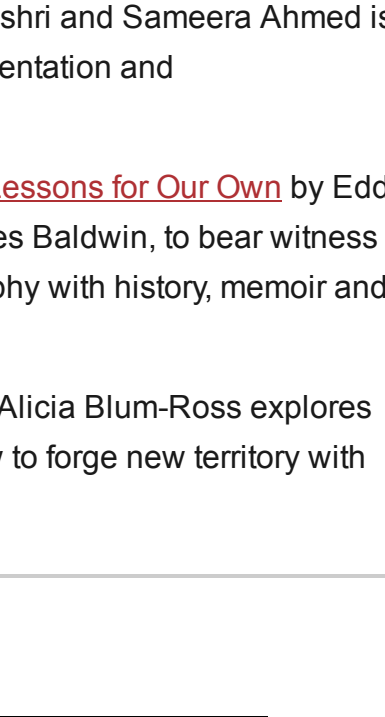 shri and Sameera Ahmed is
entation and
Lessons for Our Own by Edd
es Baldwin, to bear witness
phy with history, memoir and
Alicia Blum-Ross explores
to forge new territory with